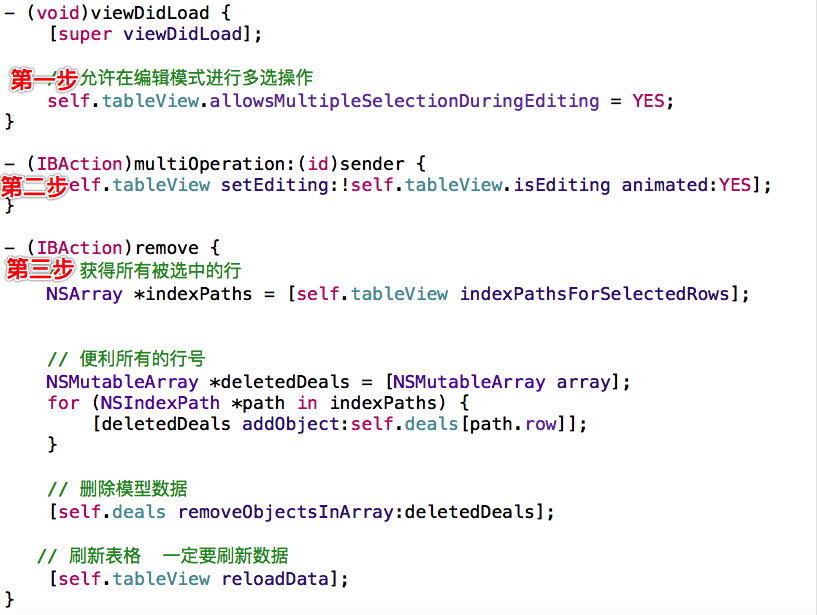 - (void)viewDidLoad {
[super viewDidLoad];
第一步 允许在编辑模式进行多选操作
self.tableView.allowsMultipleSelectionDuringEditing = YES;
}
- (IBAction)multiOperation:(id)sender {
第二步 elf.tableView setEditing:!self.tableView.isEditing animated:YES];
}
- (IBAction)remove {
第三步 获得所有被选中的行
NSArray *indexPaths = [self.tableView indexPathsForSelectedRows];
// 便利所有的行号
NSMutableArray *deletedDeals = [NSMutableArray array];
for (NSIndexPath *path in indexPaths) {
[deletedDeals addObject:self.deals[path.row]];
}
// 删除模型数据
[self.deals removeObjectsInArray:deletedDeals];
// 刷新表格 一定要刷新数据
[self.tableView reloadData];
}